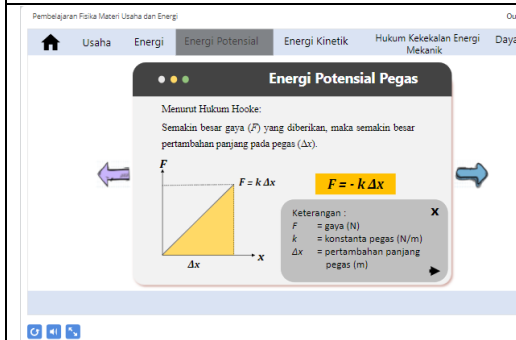 Pembelajaran Fisika Materi Usaha dan Energi
Usaha
Energi
Energi Potensial
Energi Kinetik
Hukum Kekekalan Energi
Mekanik
Daya
Energi Potensial Pegas
Menurut Hukum Hooke:
Semakin besar gaya (F) yang diberikan, maka semakin besar
pertambahan panjang pada pegas (Δx).
F
F = k Δx
x
Δx
F = - k Δx
Keterangan :
X
F = gaya (N)
k = konstanta pegas (N/m)
Δx = pertambahan panjang
pegas (m)